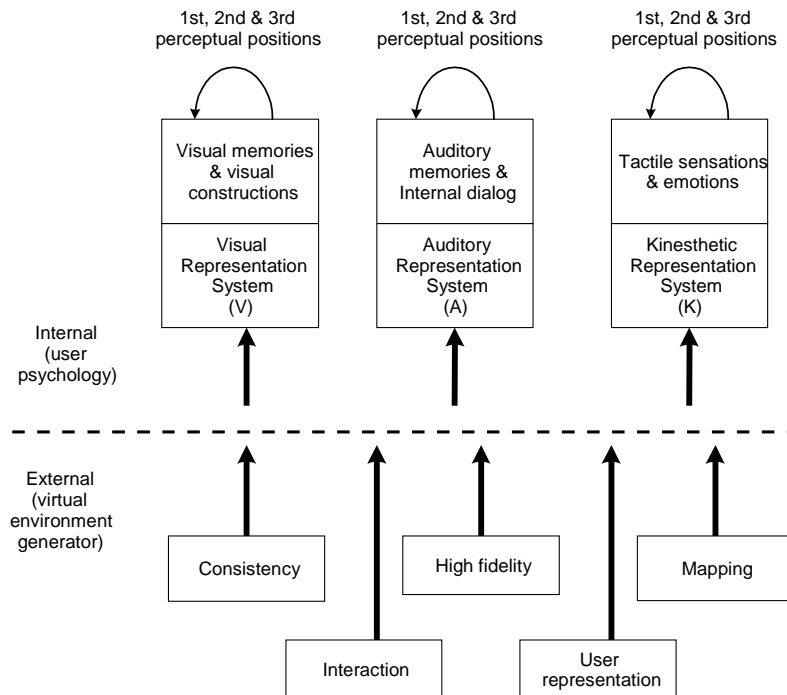 1st, 2nd & 3rd
perceptual positions
1st, 2nd & 3rd
perceptual positions
1st, 2nd & 3rd
perceptual positions
Visual memories
& visual
constructions
Auditory
memories &
Internal dialog
Tactile sensations
& emotions
Visual
Representation
System
(V)
Auditory
Representation
System
(A)
Kinesthetic
Representation
System
(K)
Internal
(user
psychology)
External
(virtual
environment
generator)
Consistency
High fidelity
Mapping
Interaction
User
representation